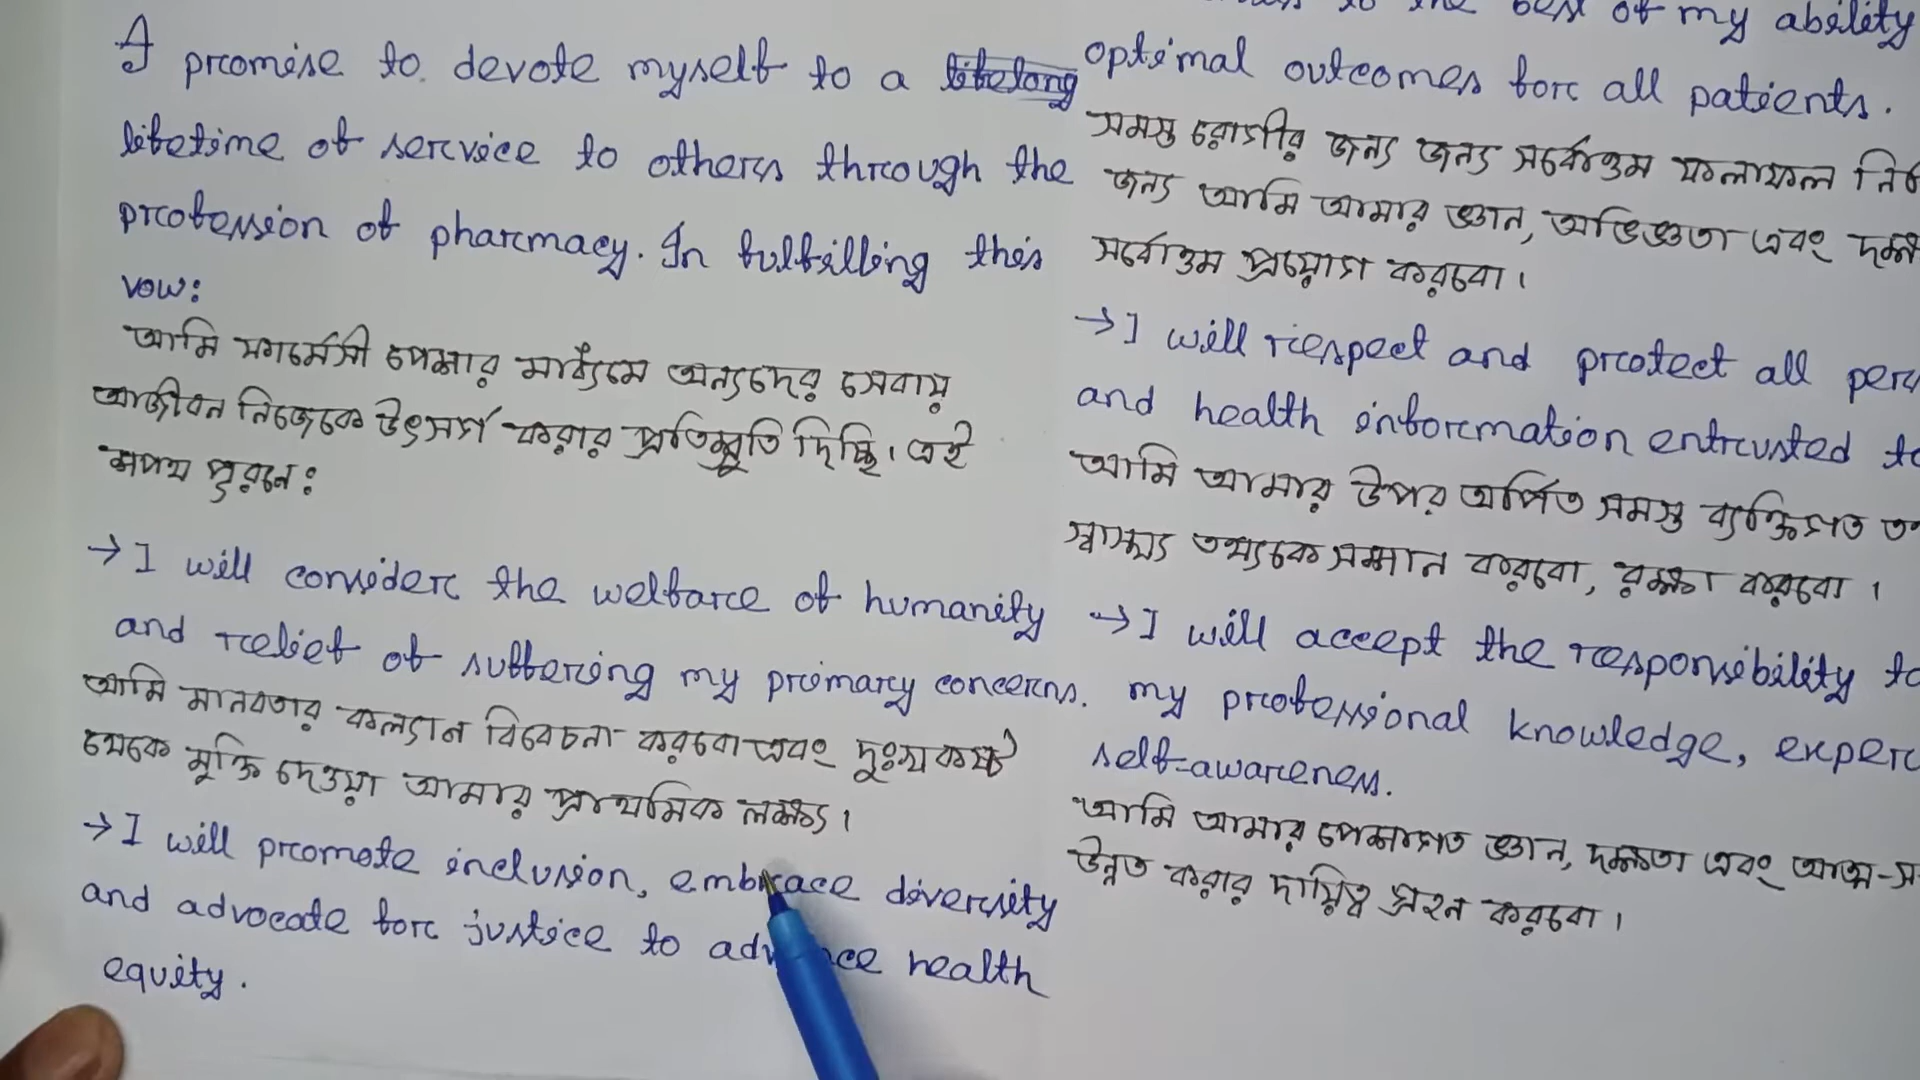 I promise to devote myself to a lifelong
lifetime of service to others through the
profession of pharmacy. In fulfilling this
vow:
আমি ফার্মেসী পেশার মাধ্যমে অন্যদের সেবায়
আজীবন নিজেকে উৎসর্গ করার প্রতিশ্রুতি দিচ্ছি। এই
শপথ পুরনে:
→ I will consider the welfare of humanity
and relief of suffering my primary concerns.
আমি মানবতার কল্যান বিবেচনা করবো এবং দুঃখকষ্ট
থেকে মুক্তি দেওয়া আমার প্রাথমিক লক্ষ্য।
→ I will promote inclusion, embrace diversity
and advocate for justice to advance health
equity.
to the best of my ability
optimal outcomes for all patients.
সমস্ত রোগীর জন্য জন্য সর্বোত্তম ফলাফল
জন্য আমি আমার জ্ঞান, অভিজ্ঞতা এবং
সর্বোত্তম প্রয়োগ করবো।
→ I will respect and protect all
and health information entrusted
আমি আমার উপর অর্পিত সমস্ত ব্যক্তিগত
স্বাস্থ্য তথ্যকে সম্মান করবো, রক্ষা করবো।
→ I will accept the responsibility
my professional knowledge,
self-awareness.
আমি আমার পেশাগত জ্ঞান, দক্ষতা এবং
উন্নত করার দায়িত্ব গ্রহন করবো।